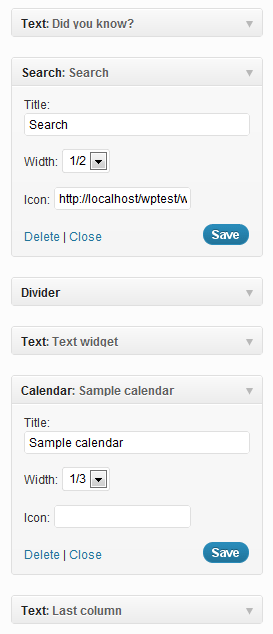 Text: Did you know?
Search: Search
Title:
Search
Width: 1/2
Icon: http://localhost/wptest/w
Delete | Close Save
Divider
Text: Text widget
Calendar: Sample calendar
Title:
Sample calendar
Width: 1/3
Icon:
Delete | Close Save
Text: Last column